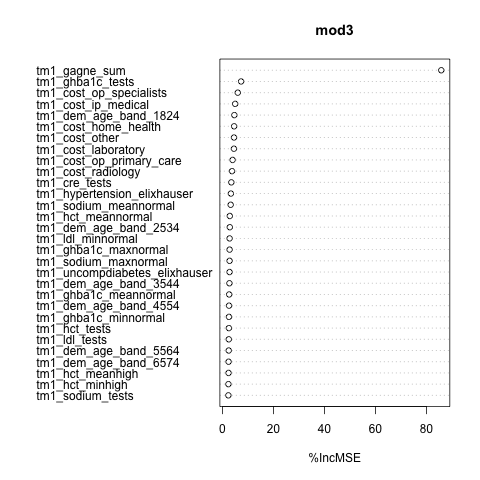 mod3
tm1_gagne_sum
tm1_ghba1c_tests
tm1_cost_op_specialists
tm1_cost_ip_medical
tm1_dem_age_band_1824
tm1_cost_home_health
tm1_cost_other
tm1_cost_laboratory
tm1_cost_op_primary_care
tm1_cost_radiology
tm1_cre_tests
tm1_hypertension_elixhauser
tm1_sodium_meannormal
tm1_hct_meannormal
tm1_dem_age_band_2534
tm1_ldl_minnormal
tm1_ghba1c_maxnormal
tm1_sodium_maxnormal
tm1_uncompdiabetes_elixhauser
tm1_dem_age_band_3544
tm1_ghba1c_meannormal
tm1_dem_age_band_4554
tm1_ghba1c_minnormal
tm1_hct_tests
tm1_ldl_tests
tm1_dem_age_band_5564
tm1_dem_age_band_6574
tm1_hct_meanhigh
tm1_hct_minhigh
tm1_sodium_tests
0 20 40 60 80
%IncMSE